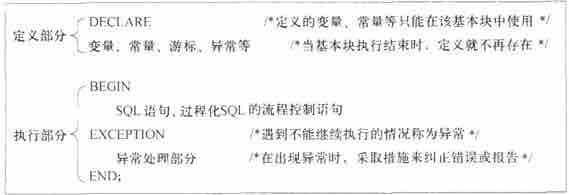 定义部分
DECLARE /*定义的变量、常量等只能在该基本块中使用 */
变量、常量、游标、异常等 /*当基本块执行结束时，定义就不再存在 */
执行部分
BEGIN
SQL 语句、过程化SQL 的流程控制语句
EXCEPTION /*遇到不能继续执行的情况称为异常 */
异常处理部分 /*在出现异常时，采取措施来纠正错误或报告 */
END;